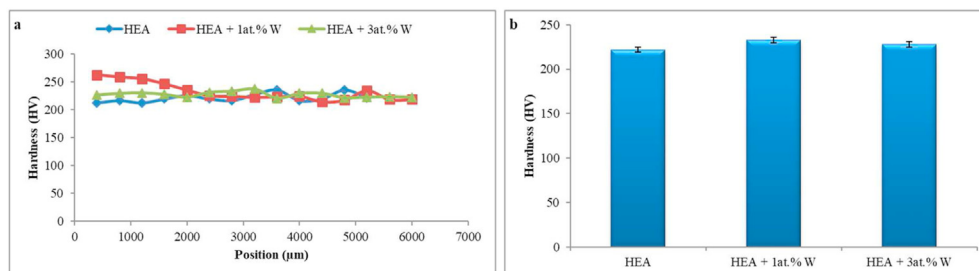 a
HEA HEA + 1at.% W HEA + 3at.% W
300
250
200
150
100
50
0
Hardness (HV)
0 1000 2000 3000 4000 5000 6000 7000
Position (µm)
b
250
200
150
100
50
0
Hardness (HV)
HEA HEA + 1at.% W HEA + 3at.% W